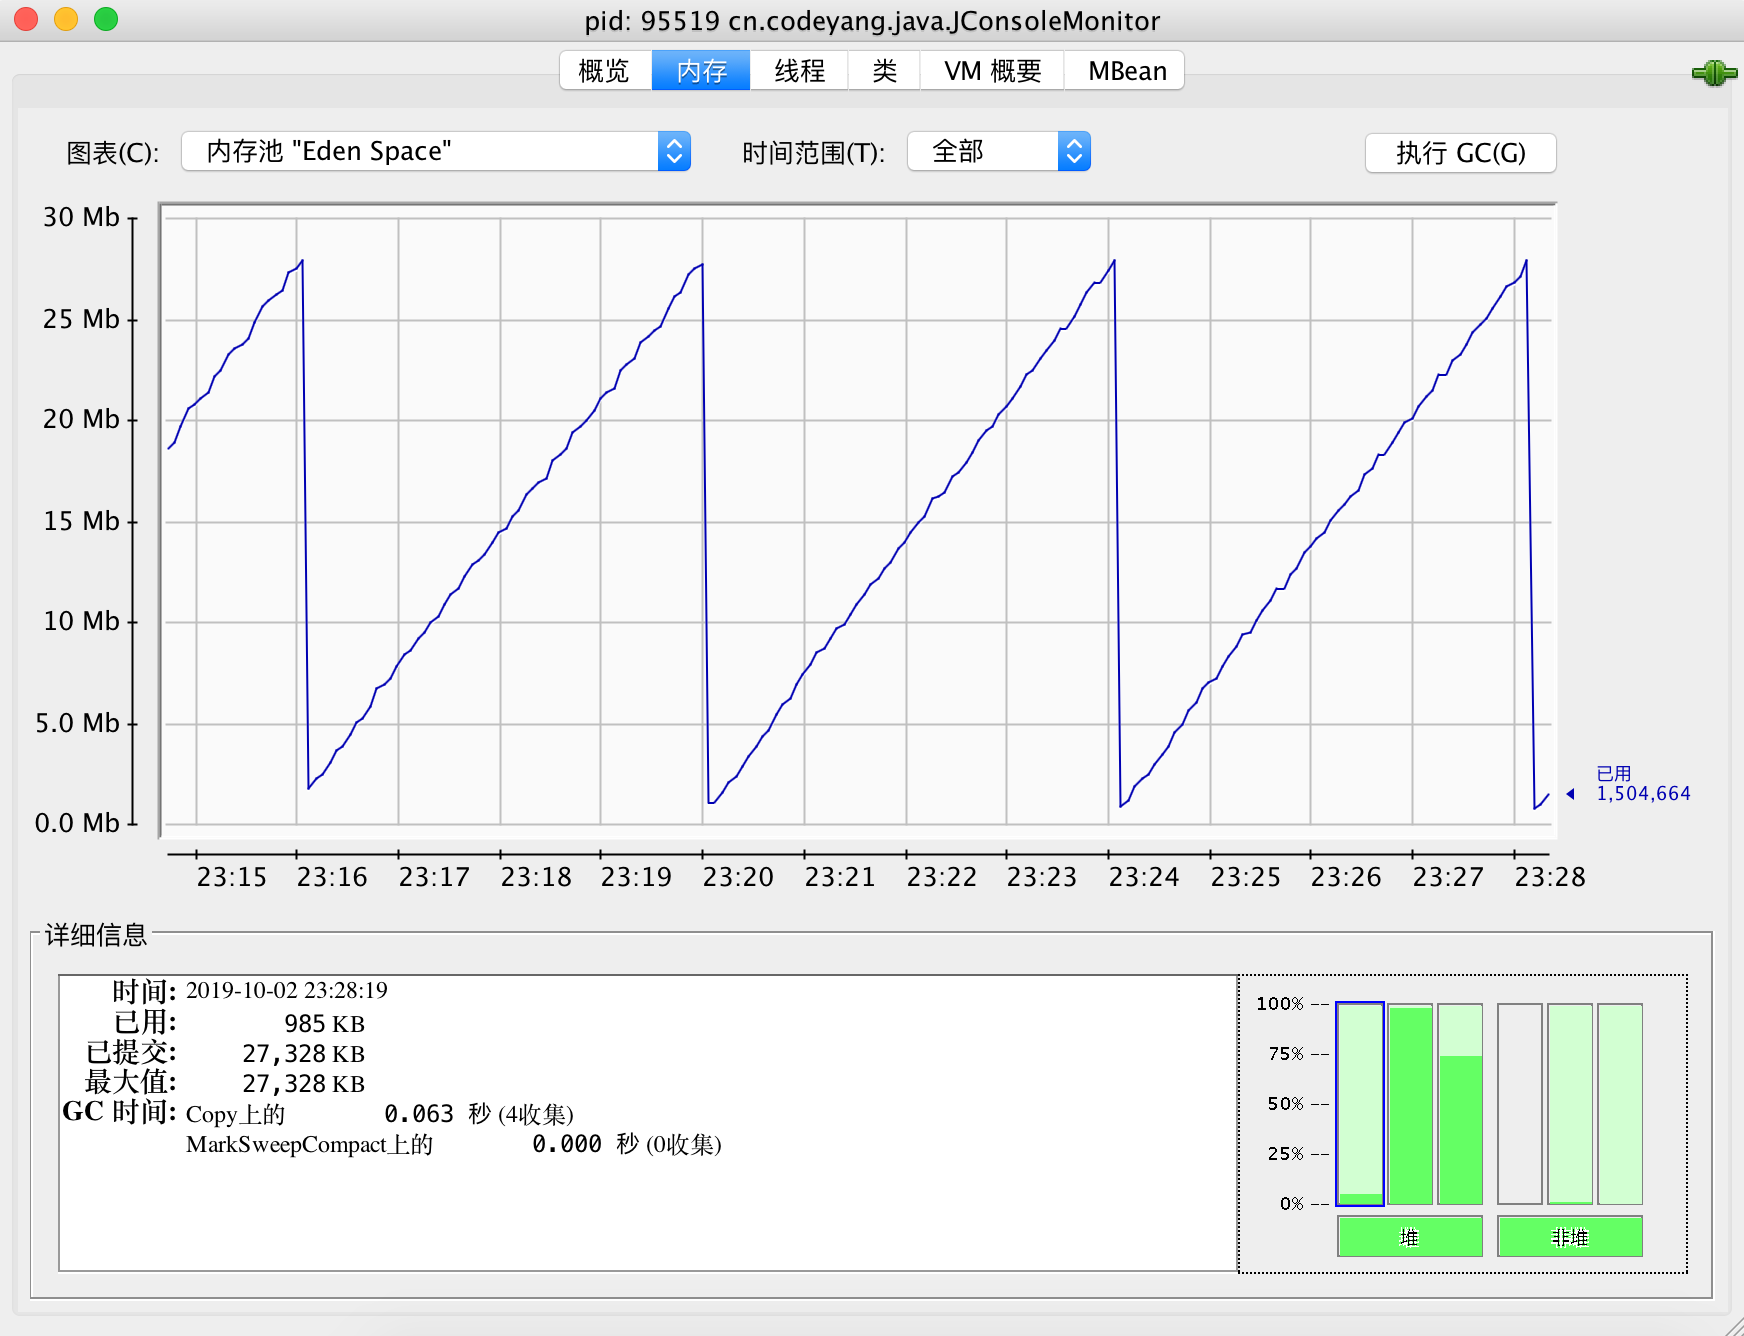 pid: 95519 cn.codeyang.java.JConsoleMonitor
概览 内存 线程 类 VM 概要 MBean
图表(C): 内存池 "Eden Space" 时间范围(T): 全部 执行 GC(G)
30 Mb
25 Mb
20 Mb
15 Mb
10 Mb
5.0 Mb
0.0 Mb
已用
1,504,664
23:15 23:16 23:17 23:18 23:19 23:20 23:21 23:22 23:23 23:24 23:25 23:26 23:27 23:28
详细信息
时间: 2019-10-02 23:28:19
已用: 985 KB
已提交: 27,328 KB
最大值: 27,328 KB
GC 时间: Copy上的 0.063 秒 (4收集)
MarkSweepCompact上的 0.000 秒 (0收集)
100% --
75% --
50% --
25% --
0% --
堆 非堆